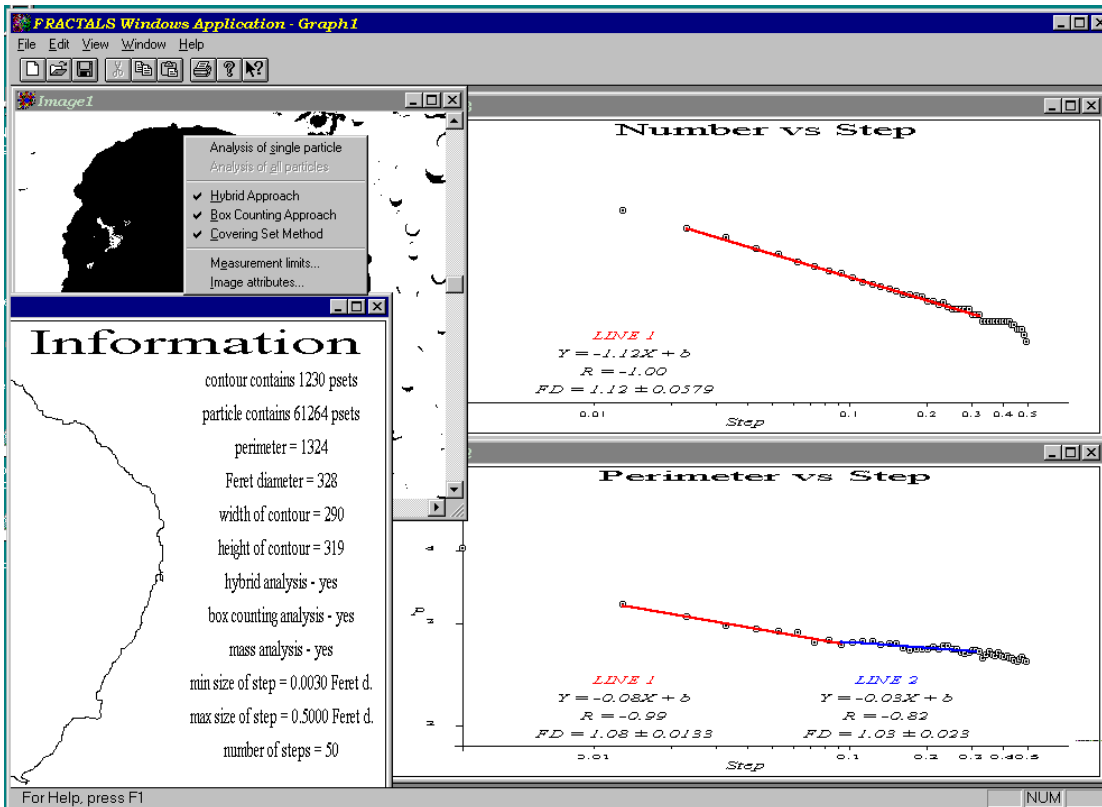 FRACTALS Windows Application - Graph1
File Edit View Window Help
Image1
Analysis of single particle
Analysis of all particles
Hybrid Approach
Box Counting Approach
Covering Set Method
Measurement limits...
Image attributes...
Number vs Step
LINE 1
Y = -1.12X + b
R = -1.00
FD = 1.12 ± 0.0579
0.01 0.1 0.2 0.3 0.4 0.5
Step
Information
contour contains 1230 psets
particle contains 61264 psets
perimeter = 1324
Feret diameter = 328
width of contour = 290
height of contour = 319
hybrid analysis - yes
box counting analysis - yes
mass analysis - yes
min size of step = 0.0030 Feret d.
max size of step = 0.5000 Feret d.
number of steps = 50
Perimeter vs Step
LINE 1 LINE 2
Y = -0.08X + b Y = -0.03X + b
R = -0.99 R = -0.82
FD = 1.08 ± 0.0133 FD = 1.03 ± 0.023
0.01 0.1 0.2 0.3 0.4 0.5
Step
For Help, press F1 NUM